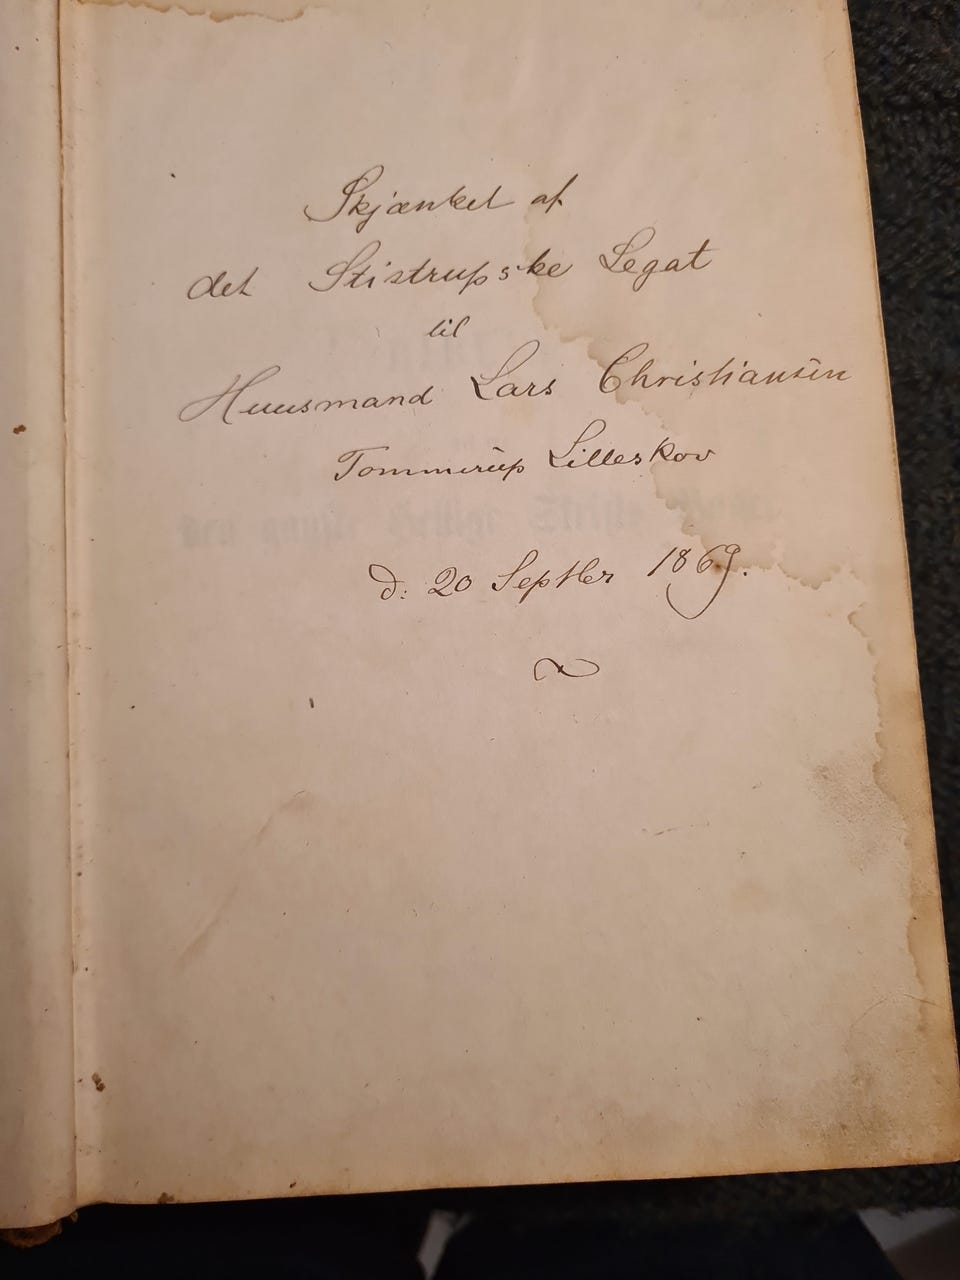 Skjænket af
det Stistrupske Legat
til
Huusmand Lars Christiansen
Tommerup Lilleskov
d: 20 Septbr 1869.